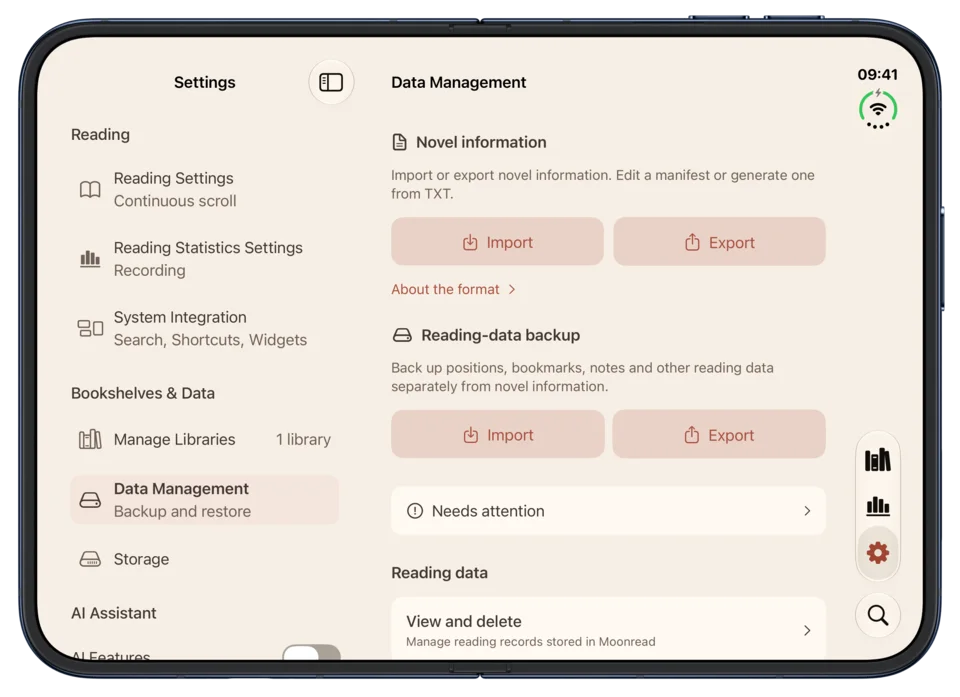 Settings
Reading
Reading Settings
Continuous scroll
Reading Statistics Settings
Recording
System Integration
Search, Shortcuts, Widgets
Bookshelves & Data
Manage Libraries
1 library
Data Management
Backup and restore
Storage
AI Assistant
AI Features
Data Management
Novel information
Import or export novel information. Edit a manifest or generate one
from TXT.
Import
Export
About the format
Reading-data backup
Back up positions, bookmarks, notes and other reading data
separately from novel information.
Import
Export
Needs attention
Reading data
View and delete
Manage reading records stored in Moonread
09:41